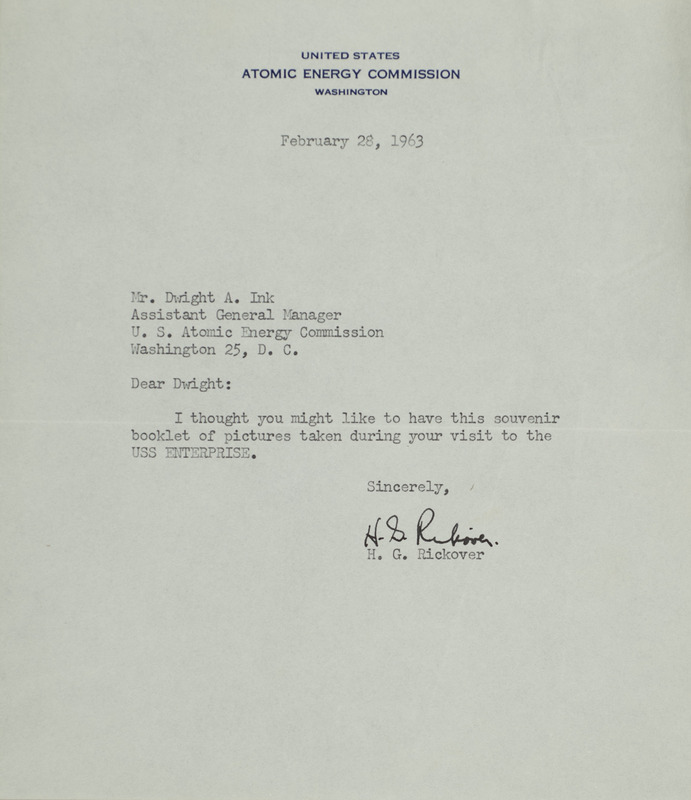 UNITED STATES
ATOMIC ENERGY COMMISSION
WASHINGTON
February 28, 1963
Mr. Dwight A. Ink
Assistant General Manager
U. S. Atomic Energy Commission
Washington 25, D. C.
Dear Dwight:
I thought you might like to have this souvenir
booklet of pictures taken during your visit to the
USS ENTERPRISE.
Sincerely,
H. G. Rickover.
H. G. Rickover